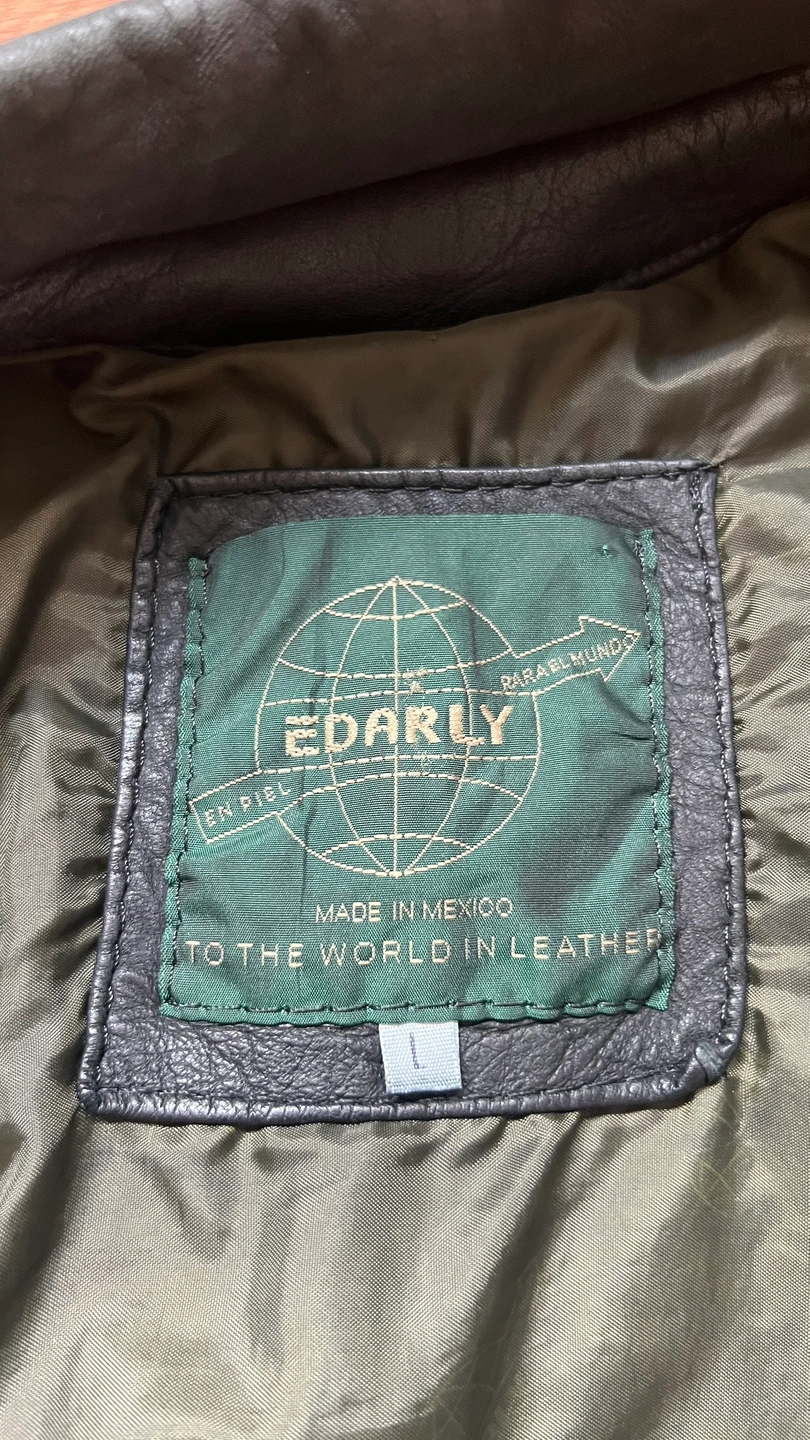 PARA EL MUNDO
EDARLY
EN PIEL
MADE IN MEXICO
TO THE WORLD IN LEATHER
L